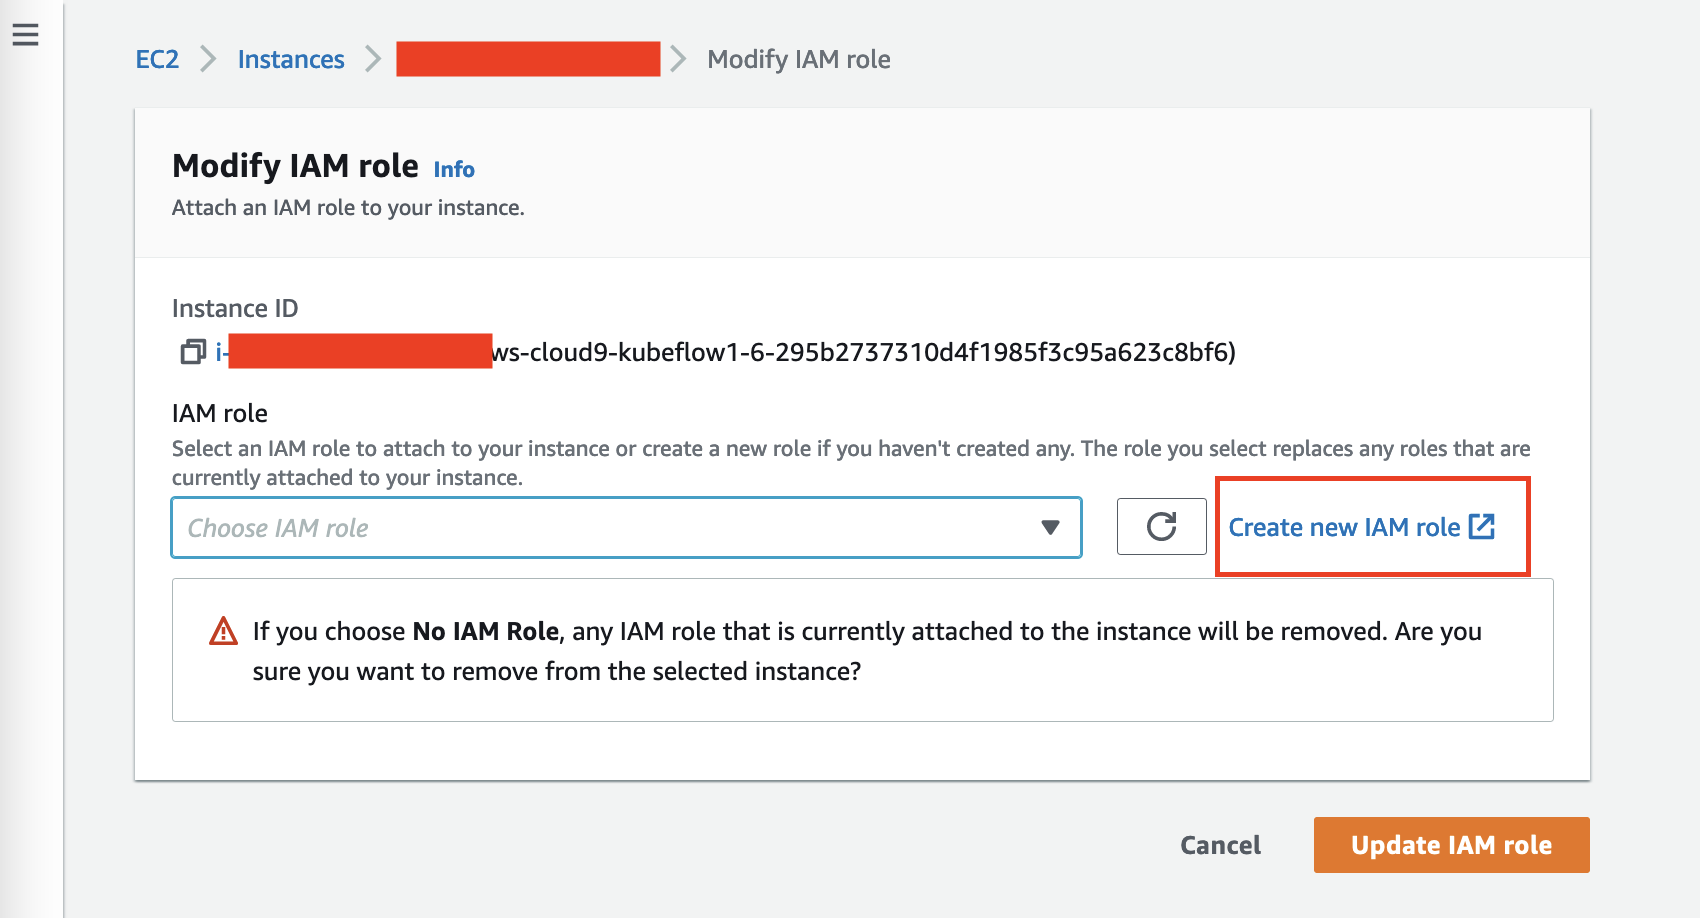 EC2 Instances Modify IAM role
Modify IAM role Info
Attach an IAM role to your instance.
Instance ID
i- ws-cloud9-kubeflow1-6-295b2737310d4f1985f3c95a623c8bf6)
IAM role
Select an IAM role to attach to your instance or create a new role if you haven't created any. The role you select replaces any roles that are
currently attached to your instance.
Choose IAM role Create new IAM role
If you choose No IAM Role, any IAM role that is currently attached to the instance will be removed. Are you
sure you want to remove from the selected instance?
Cancel Update IAM role